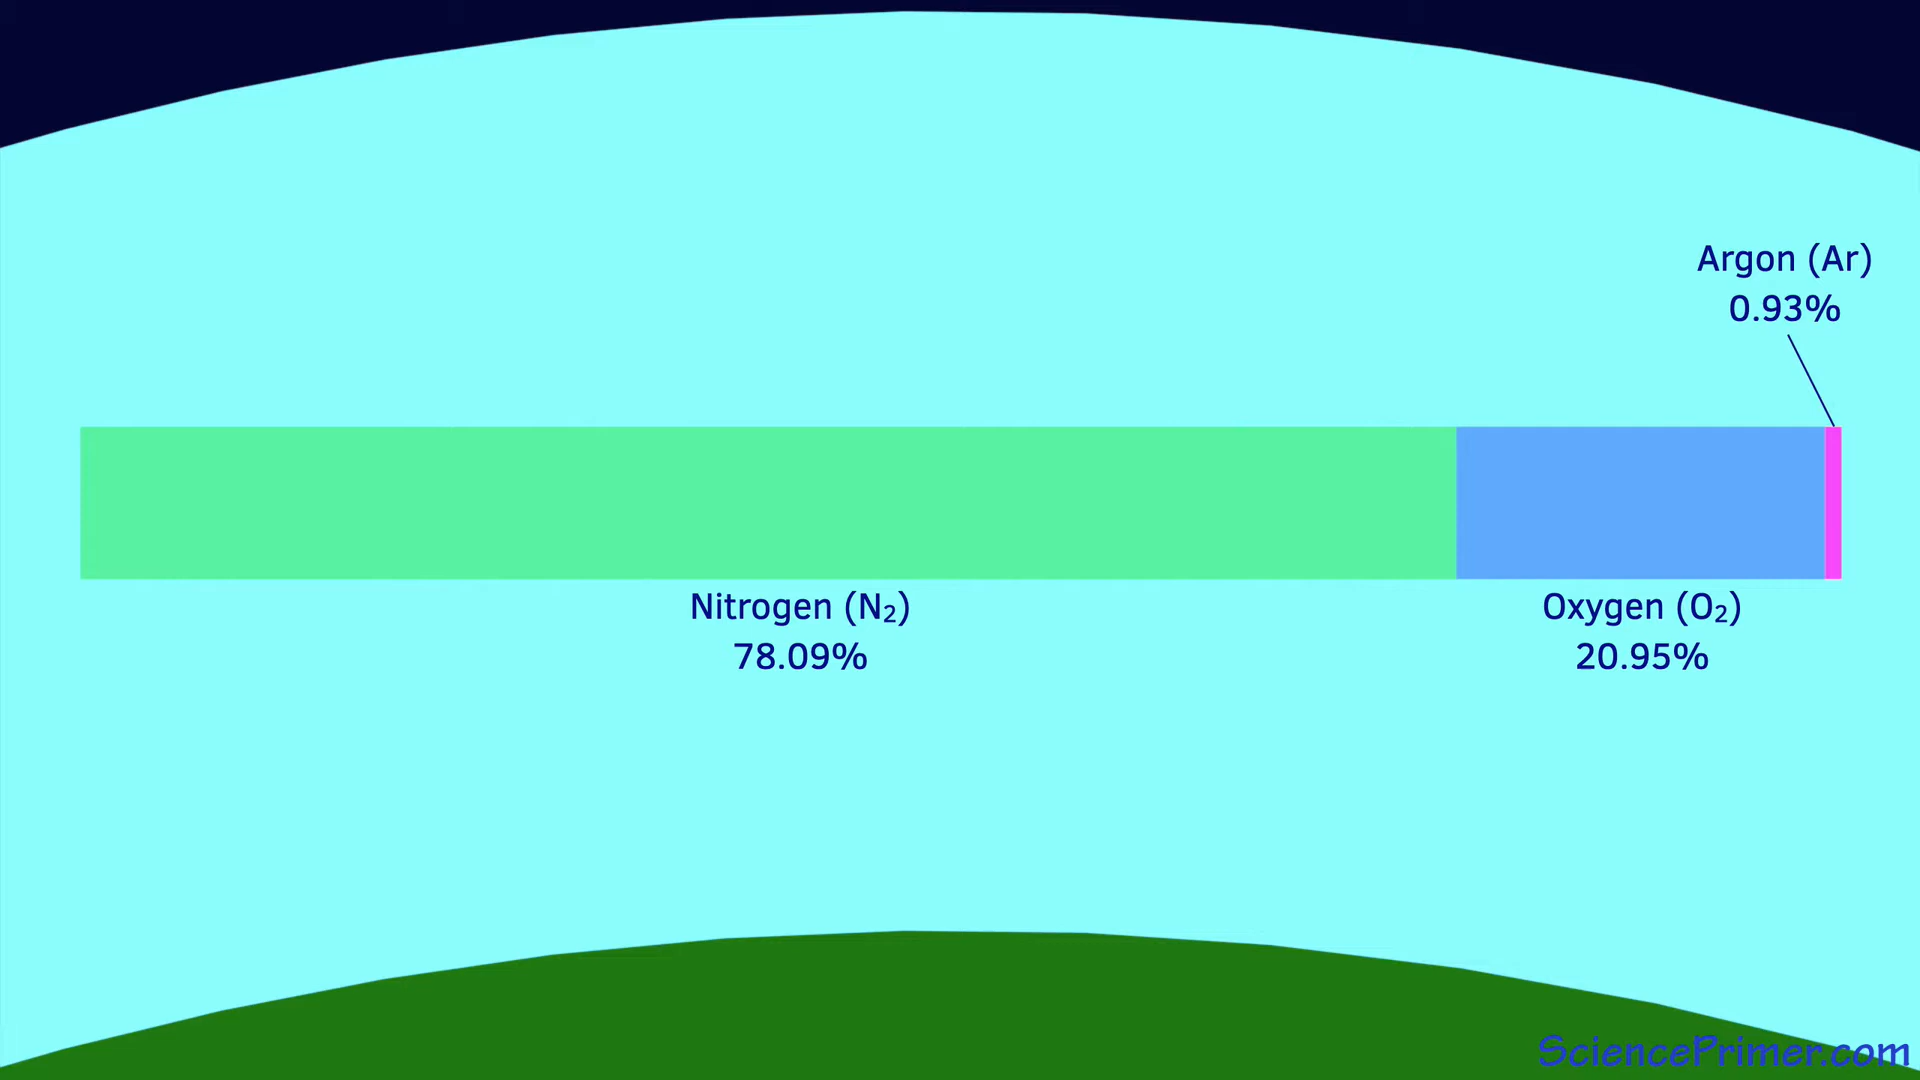 Argon (Ar)
0.93%
Nitrogen (N₂)
78.09%
Oxygen (O₂)
20.95%
SciencePrimer.com